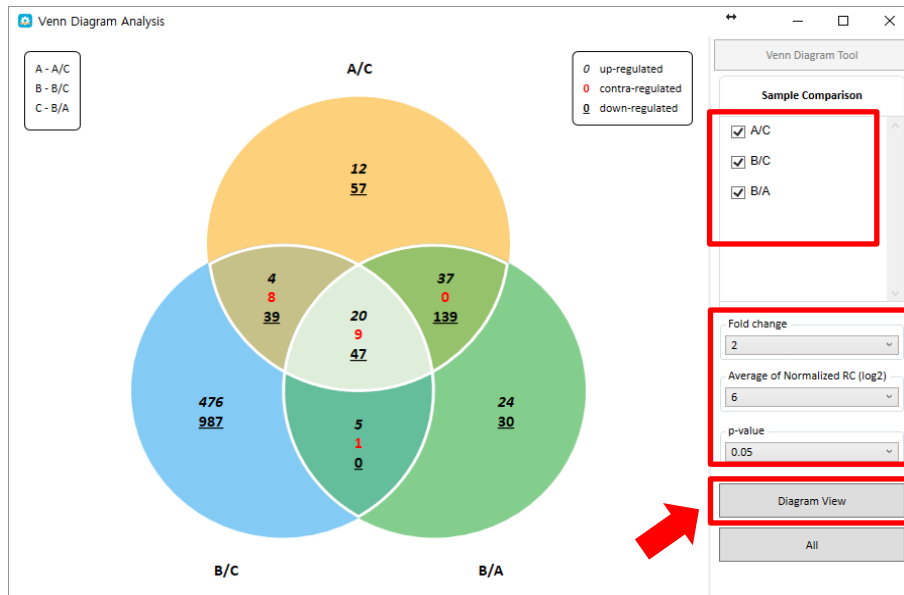 Venn Diagram Analysis
A - A/C
B - B/C
C - B/A
A/C
0 up-regulated
0 contra-regulated
0 down-regulated
12
57
4
8
39
37
0
139
20
9
47
476
987
5
1
0
24
30
B/C
B/A
Venn Diagram Tool
Sample Comparison
A/C
B/C
B/A
Fold change
2
Average of Normalized RC (log2)
6
p-value
0.05
Diagram View
All